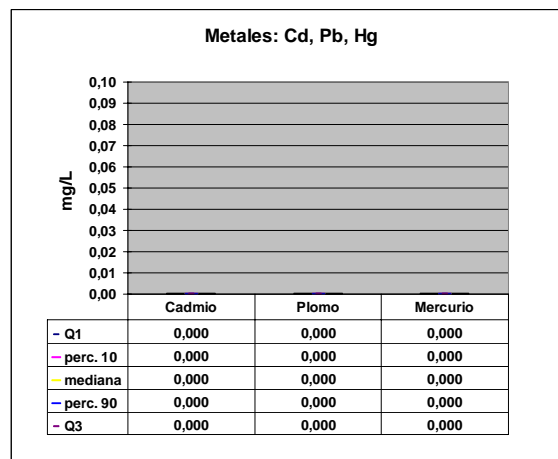 Metales: Cd, Pb, Hg
mg/L
0,10
0,09
0,08
0,07
0,06
0,05
0,04
0,03
0,02
0,01
0,00
Cadmio Plomo Mercurio
Q1 0,000 0,000 0,000
perc. 10 0,000 0,000 0,000
mediana 0,000 0,000 0,000
perc. 90 0,000 0,000 0,000
Q3 0,000 0,000 0,000